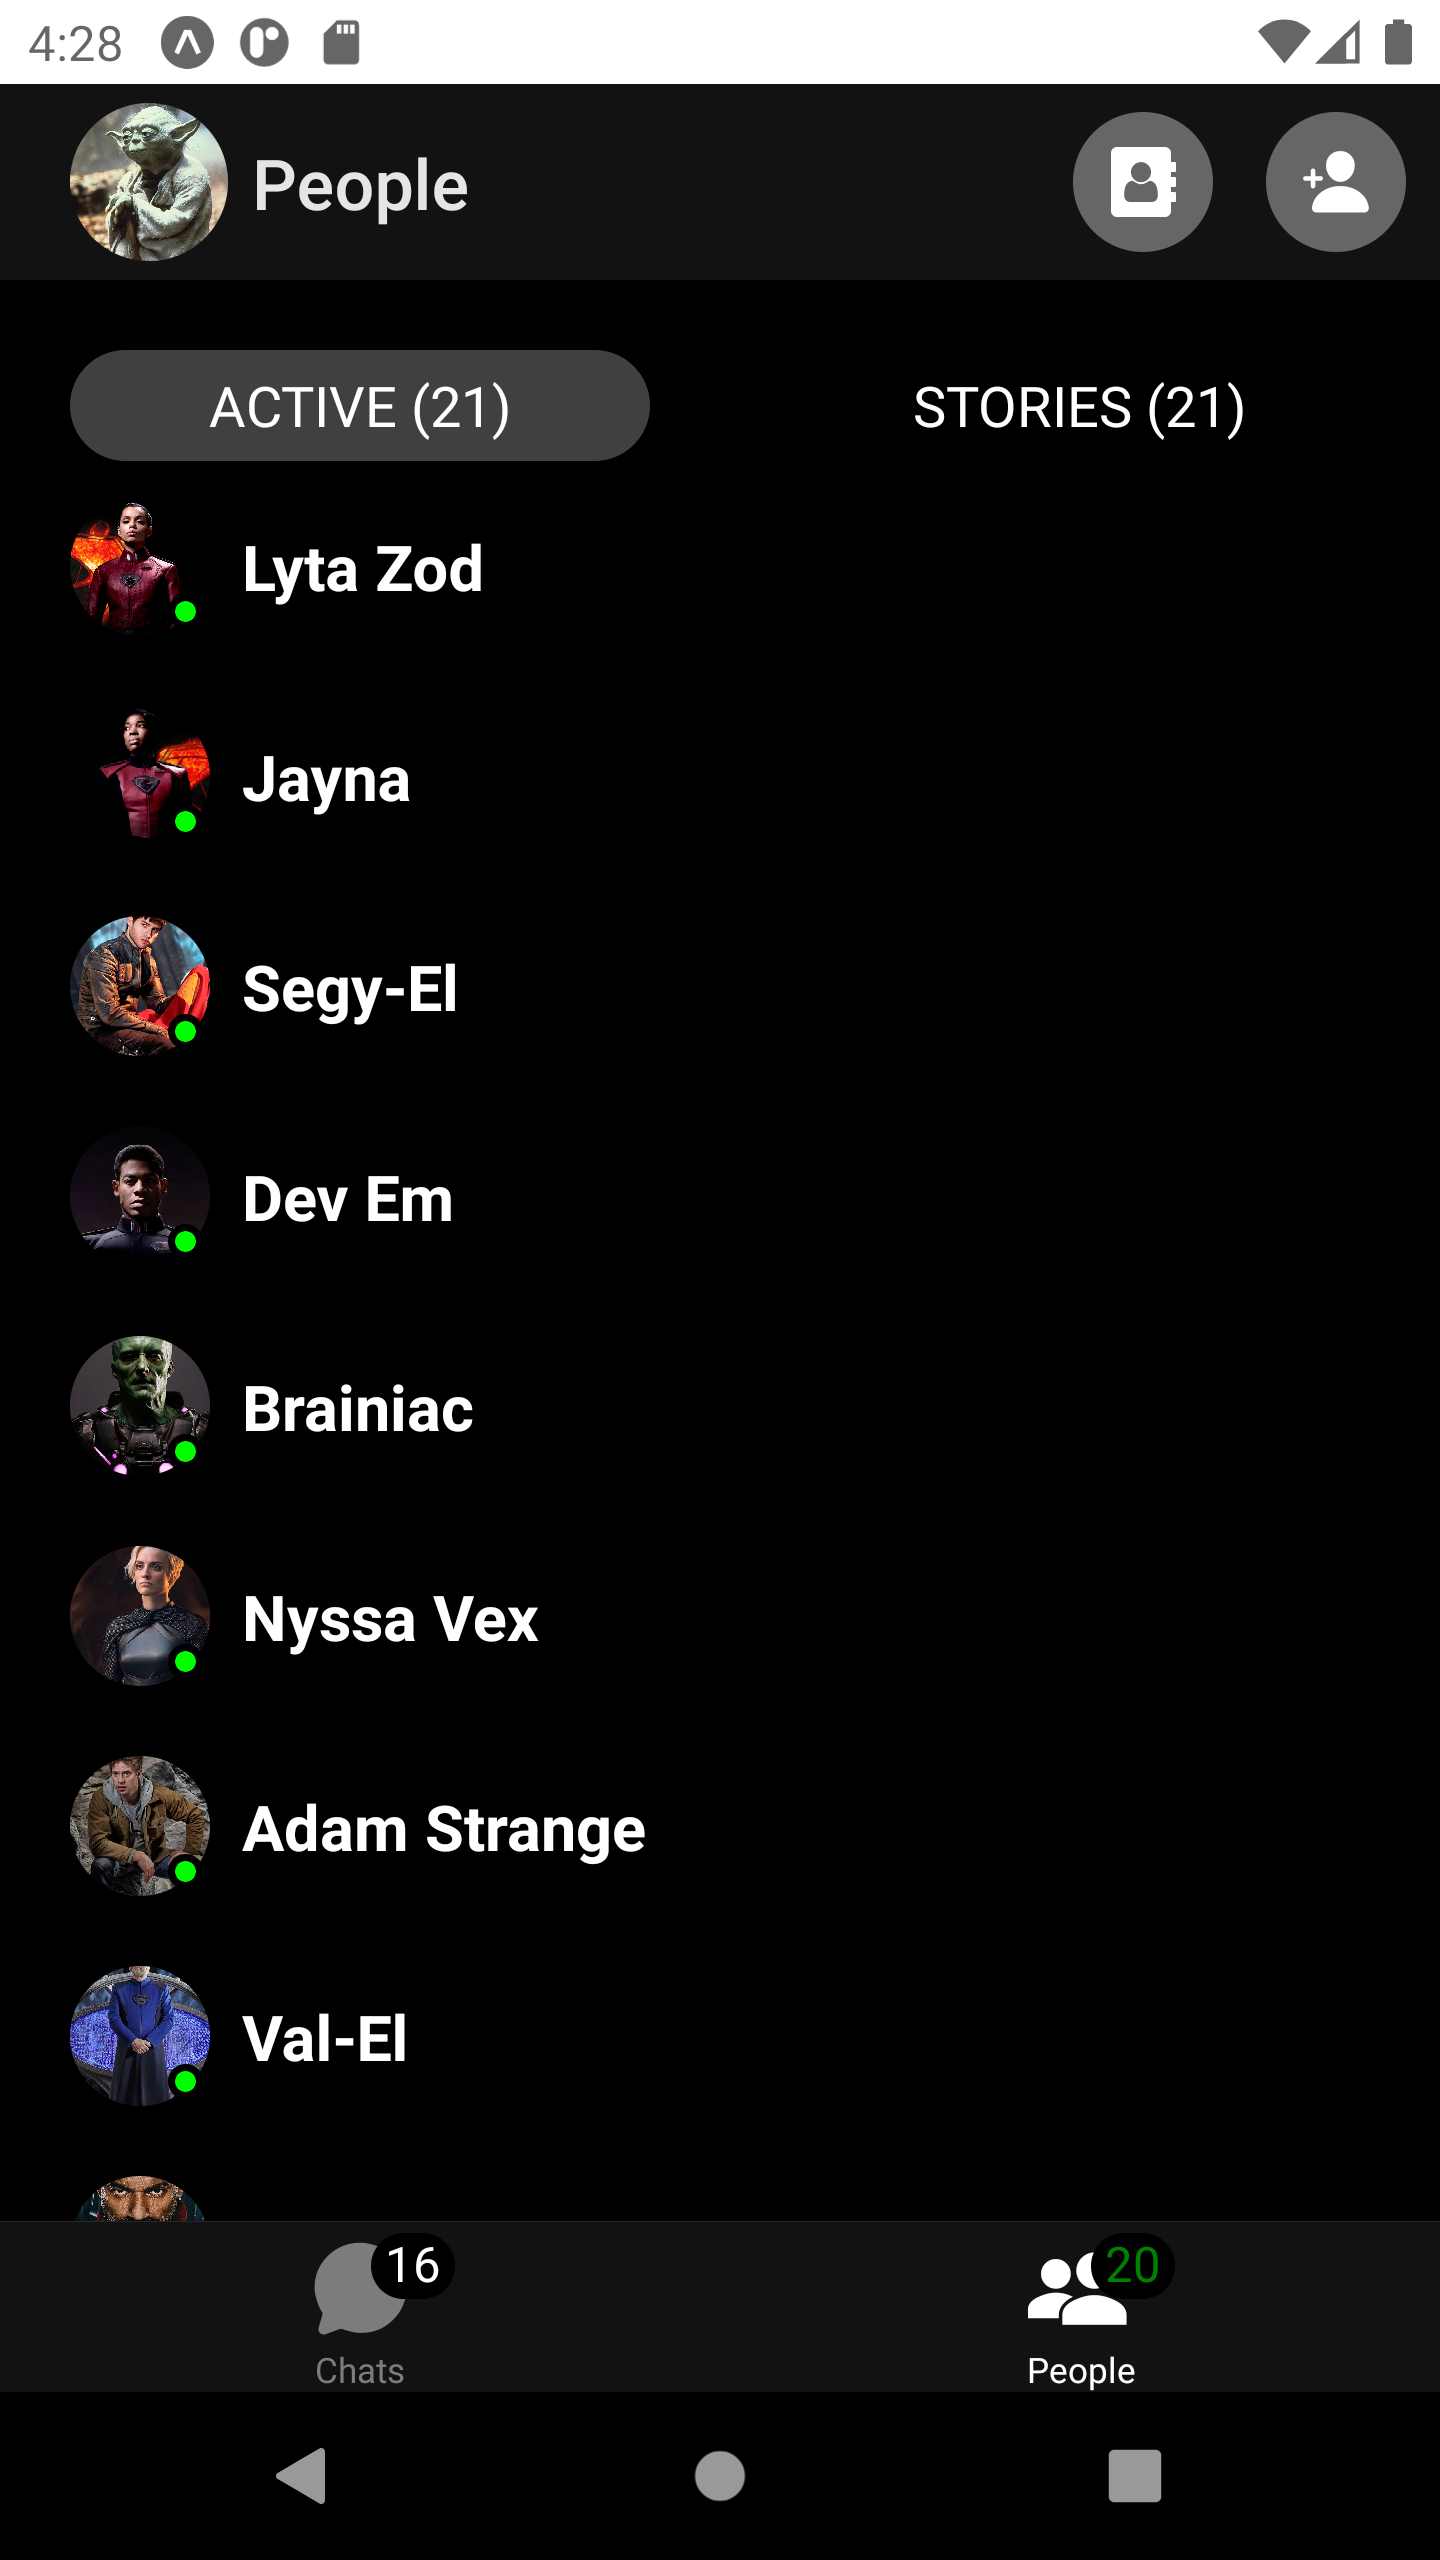 4:28
People
ACTIVE (21)
STORIES (21)
Lyta Zod
Jayna
Segy-El
Dev Em
Brainiac
Nyssa Vex
Adam Strange
Val-El
16
20
Chats
People